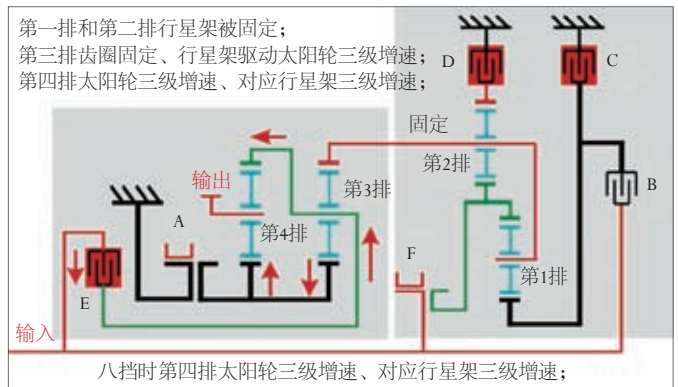 第一排和第二排行星架被固定；
第三排齿圈固定、行星架驱动太阳轮三级增速；
第四排太阳轮三级增速、对应行星架三级增速；
D
C
固定
第2排
B
输出
第3排
A
第4排
F
第1排
E
输入
八挡时第四排太阳轮三级增速、对应行星架三级增速；